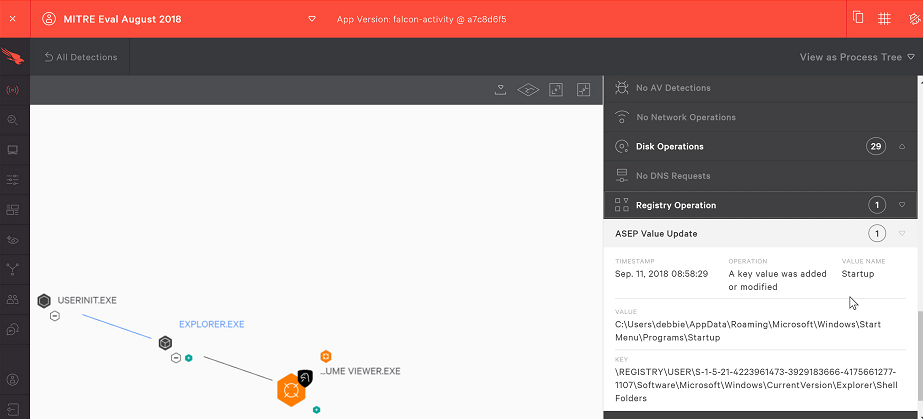 MITRE Eval August 2018
App Version: falcon-activity @ a7c8d6f5
All Detections
View as Process Tree
No AV Detections
No Network Operations
Disk Operations 29
No DNS Requests
Registry Operation 1
ASEP Value Update 1
TIMESTAMP OPERATION VALUE NAME
Sep. 11, 2018 08:58:29 A key value was added Startup
or modified
VALUE
C:\Users\debbie\AppData\Roaming\Microsoft\Windows\Start
Menu\Programs\Startup
KEY
\REGISTRY\USER\S-1-5-21-4223961473-3929183666-4175661277-
1107\Software\Microsoft\Windows\CurrentVersion\Explorer\Shell
Folders
USERINIT.EXE
EXPLORER.EXE
...UME VIEWER.EXE